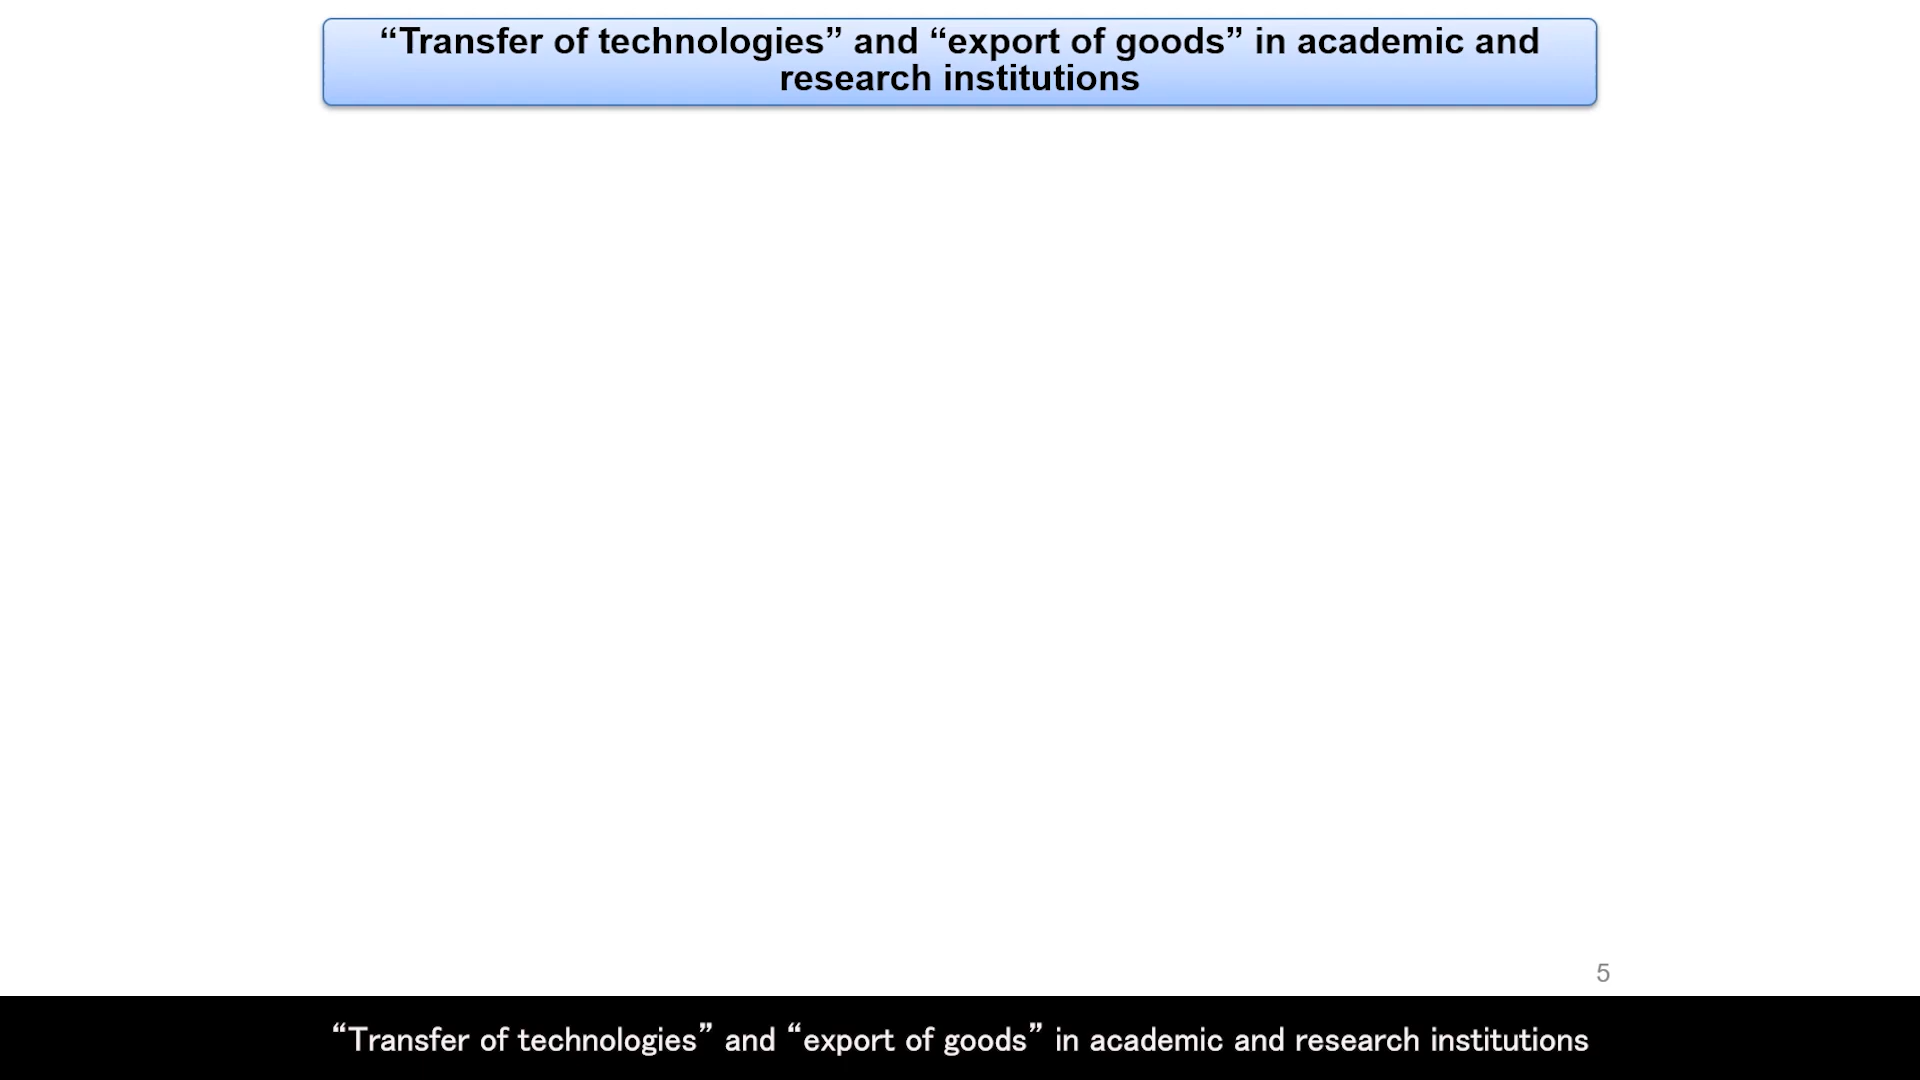 “Transfer of technologies” and “export of goods” in academic and
research institutions
5
“Transfer of technologies” and “export of goods” in academic and research institutions